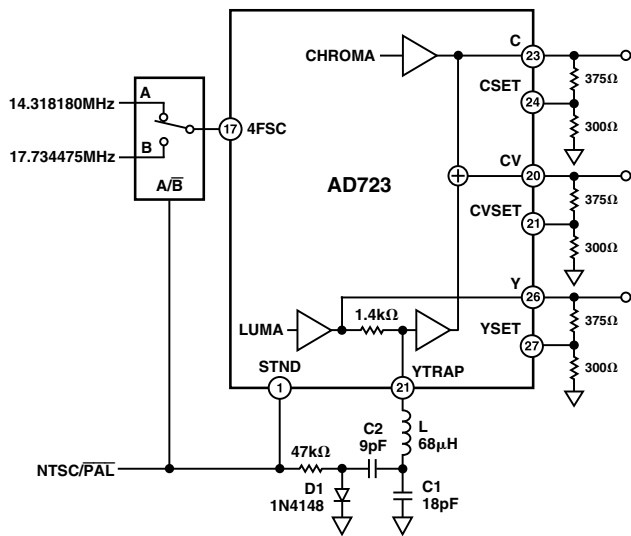 CHROMA
C
23
375Ω
CSET
24
300Ω
A
14.318180MHz
B
17.734475MHz
A/B̅
17
4FSC
AD723
CV
20
375Ω
CVSET
21
300Ω
Y
26
375Ω
LUMA
1.4kΩ
YSET
27
300Ω
STND
1
YTRAP
21
C2
9pF
L
68μH
47kΩ
NTSC/P̅A̅L̅
D1
1N4148
C1
18pF